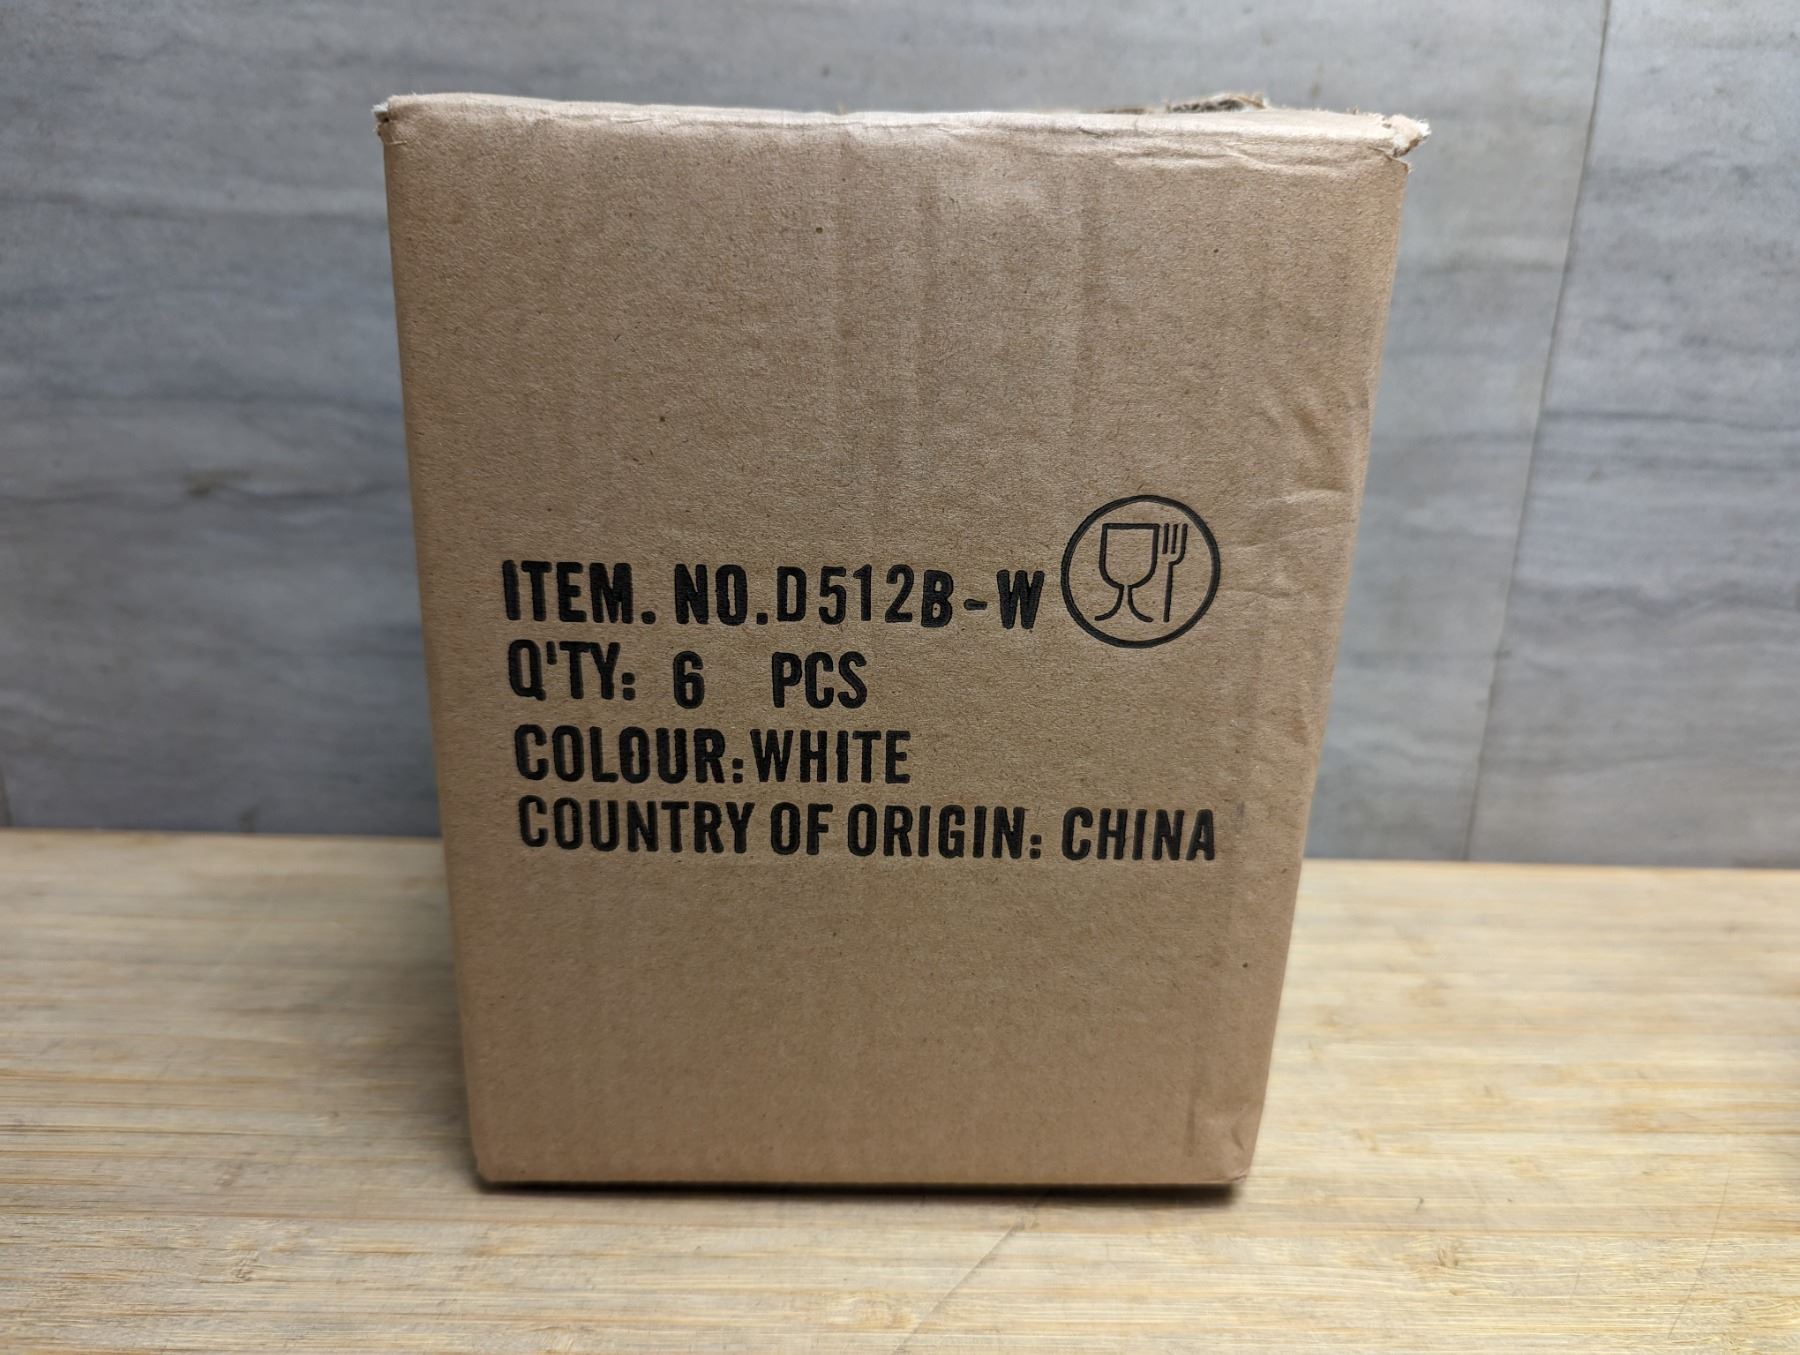 ITEM. NO.D512B-W
Q'TY: 6 PCS
COLOUR:WHITE
COUNTRY OF ORIGIN: CHINA